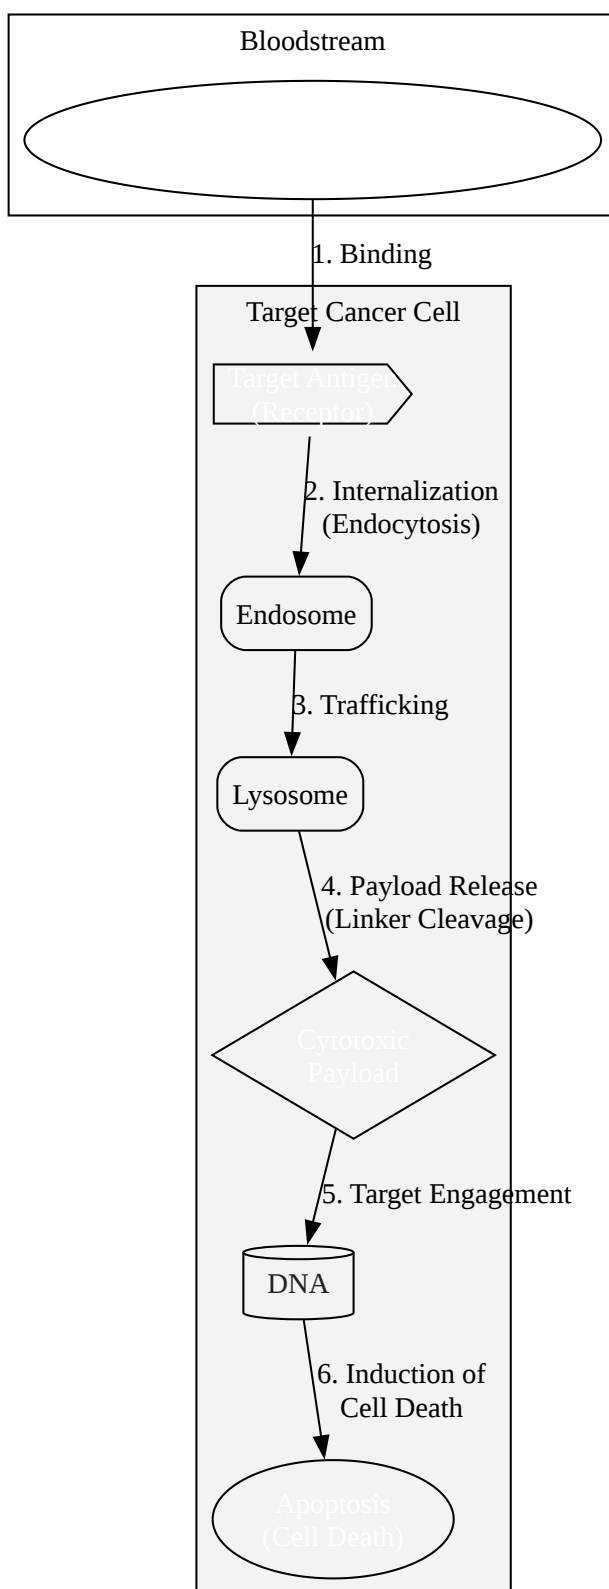 Bloodstream
1. Binding
Target Cancer Cell
Target Antigen
(Receptor)
2. Internalization
(Endocytosis)
Endosome
3. Trafficking
Lysosome
4. Payload Release
(Linker Cleavage)
Cytotoxic
Payload
5. Target Engagement
DNA
6. Induction of
Cell Death
Apoptosis
(Cell Death)